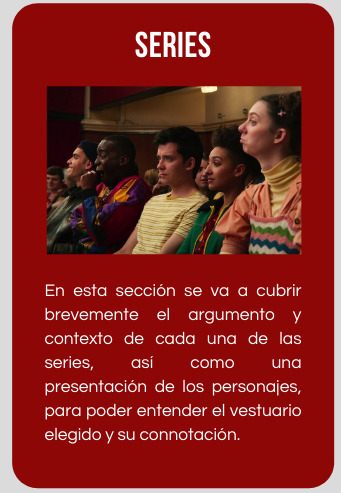 SERIES
En esta sección se va a cubrir
brevemente el argumento y
contexto de cada una de las
series, así como una
presentación de los personajes,
para poder entender el vestuario
elegido y su connotación.